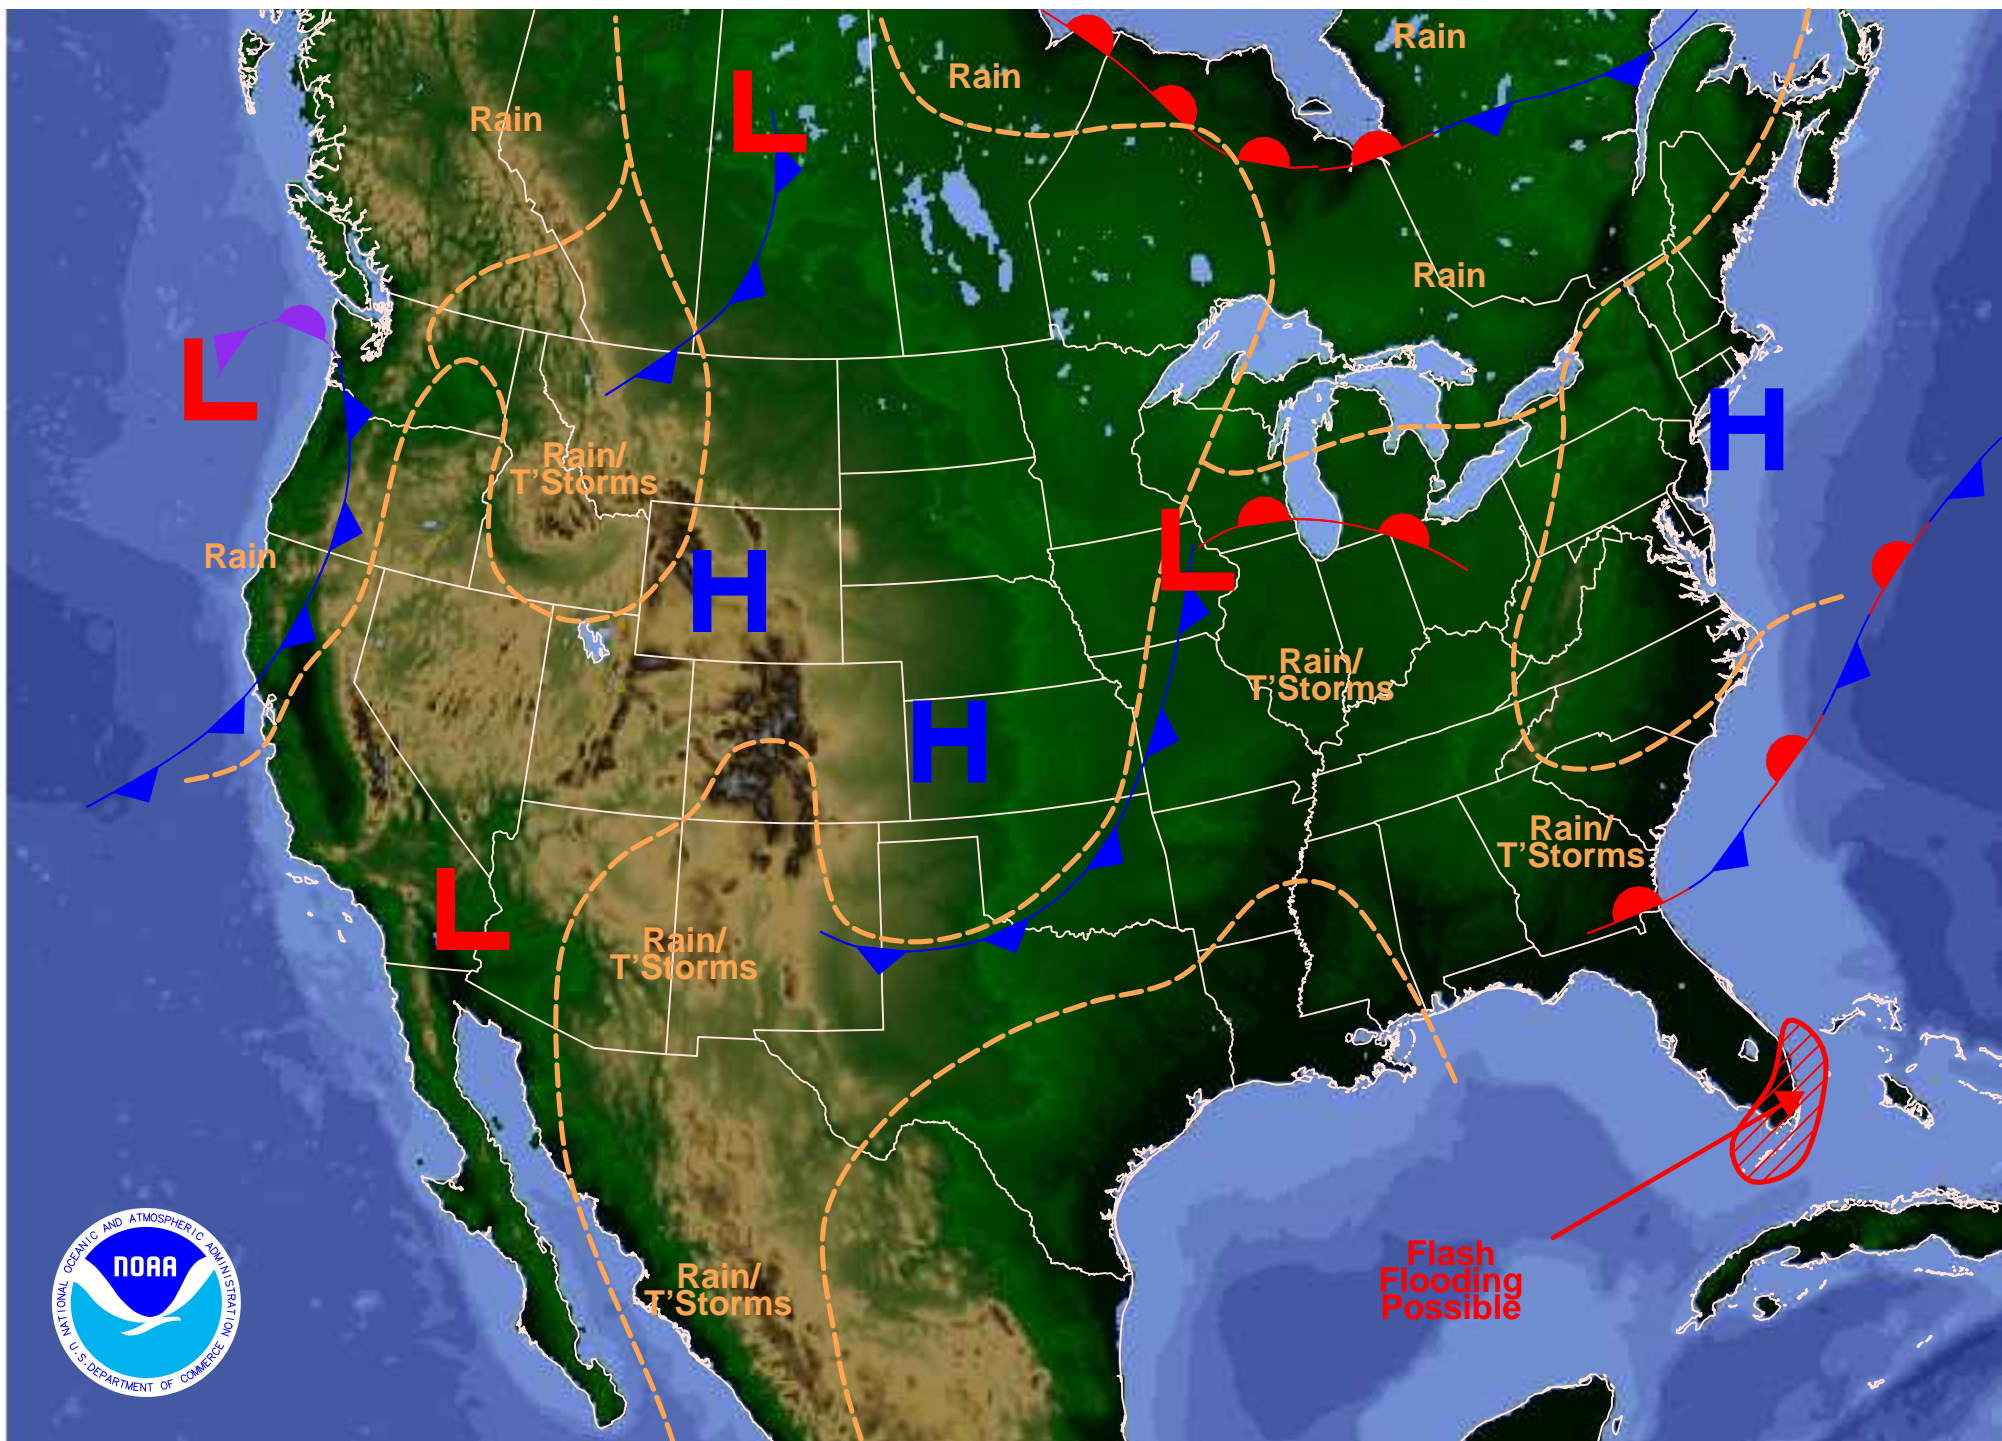 Rain
Rain
Rain
L
Rain
L
H
Rain/
T'Storms
L
Rain
H
Rain/
T'Storms
H
Rain/
T'Storms
L
Rain/
T'Storms
Flash
Flooding
Possible
Rain/
T'Storms
NATIONAL OCEANIC AND ATMOSPHERIC ADMINISTRATION
NOAA
U.S. DEPARTMENT OF COMMERCE